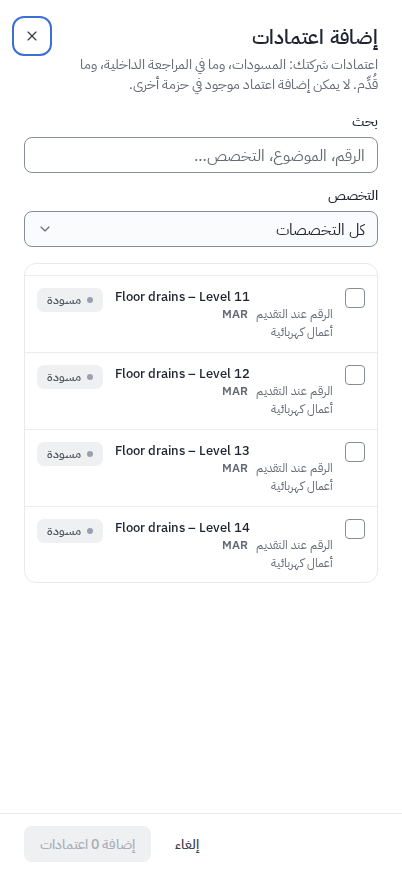 إضافة اعتمادات
اعتمادات شركتك: المسودات، وما في المراجعة الداخلية، وما
قُدِّم. لا يمكن إضافة اعتماد موجود في حزمة أخرى.
بحث
الرقم، الموضوع، التخصص...
التخصص
كل التخصصات
Floor drains – Level 11
مسودة
الرقم عند التقديم MAR
أعمال كهربائية
Floor drains – Level 12
مسودة
الرقم عند التقديم MAR
أعمال كهربائية
Floor drains – Level 13
مسودة
الرقم عند التقديم MAR
أعمال كهربائية
Floor drains – Level 14
مسودة
الرقم عند التقديم MAR
أعمال كهربائية
إلغاء
إضافة 0 اعتمادات